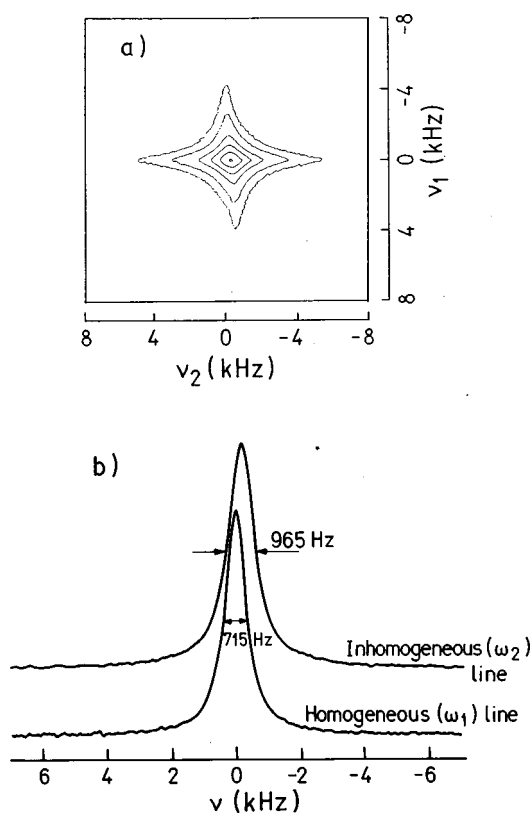 a)
-8
-4
0
4
8
ν₁ (kHz)
8 4 0 -4 -8
ν₂ (kHz)
b)
965 Hz
715 Hz
Inhomogeneous (ω₂)
line
Homogeneous (ω₁) line
6 4 2 0 -2 -4 -6
ν (kHz)